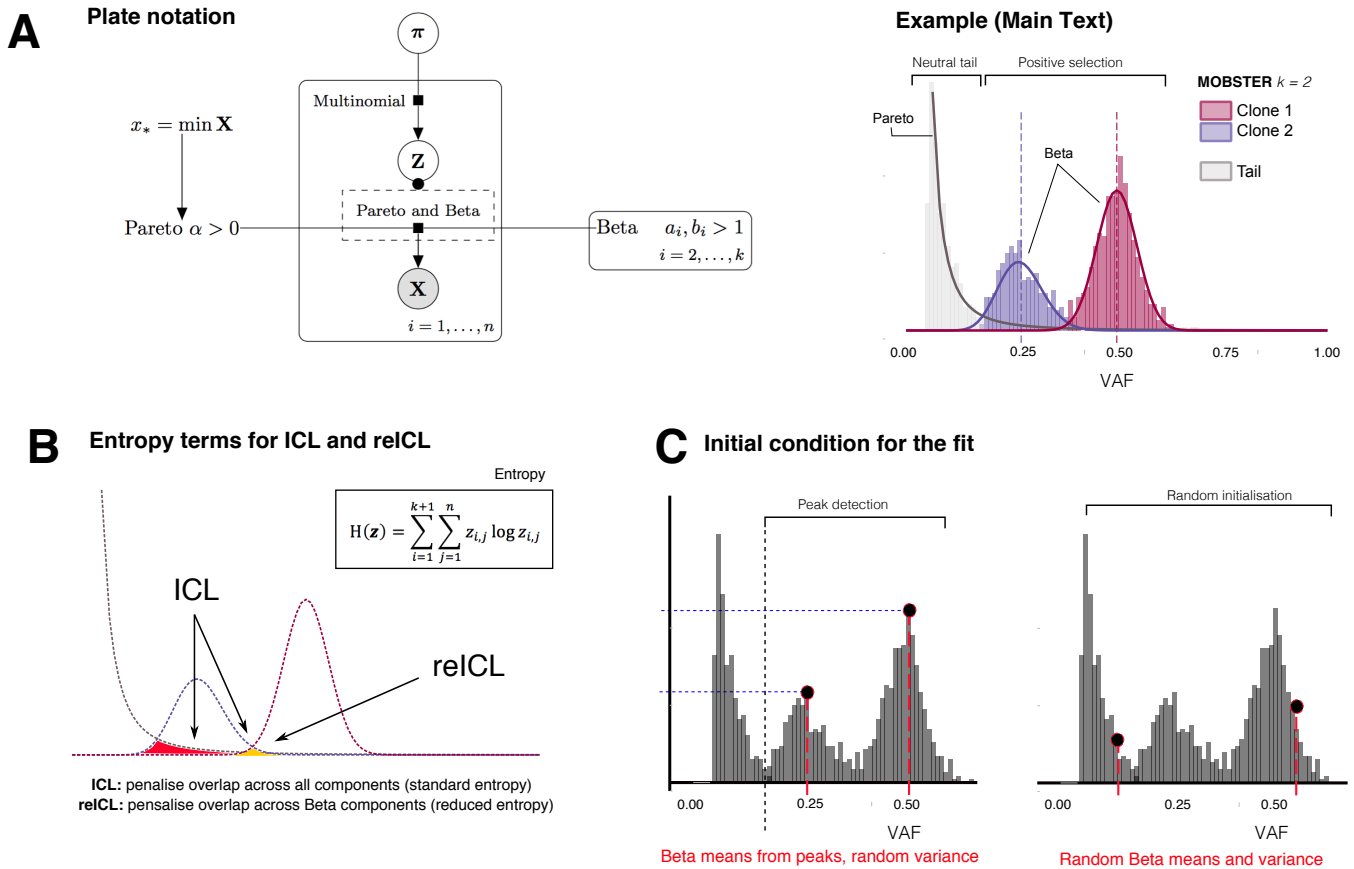 A
Plate notation
π
Multinomial
x∗ = min X
Z
Pareto and Beta
Pareto α > 0
Beta aᵢ, bᵢ > 1
i = 2, . . . , k
X
i = 1, . . . , n
Example (Main Text)
Neutral tail
Positive selection
MOBSTER k = 2
Clone 1
Clone 2
Tail
Pareto
Beta
0.00 0.25 0.50 0.75 1.00
VAF
B
Entropy terms for ICL and reICL
Entropy
H(z) = ∑_{i=1}^{k+1} ∑_{j=1}^{n} z_{i,j} log z_{i,j}
ICL
reICL
ICL: penalise overlap across all components (standard entropy)
reICL: pensalise overlap across Beta components (reduced entropy)
C
Initial condition for the fit
Peak detection
0.00 0.25 0.50
VAF
Beta means from peaks, random variance
Random initialisation
0.00 0.25 0.50
VAF
Random Beta means and variance